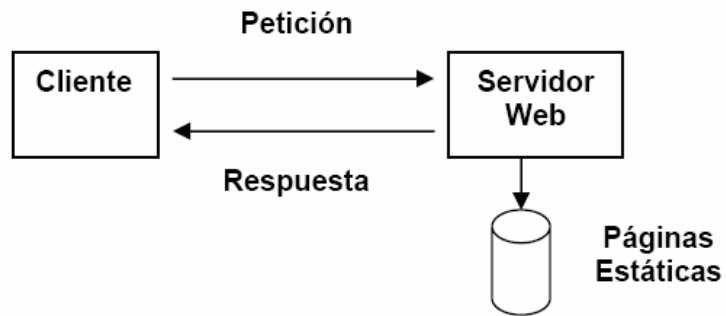 Petición
Cliente
Servidor
Web
Respuesta
Páginas
Estáticas